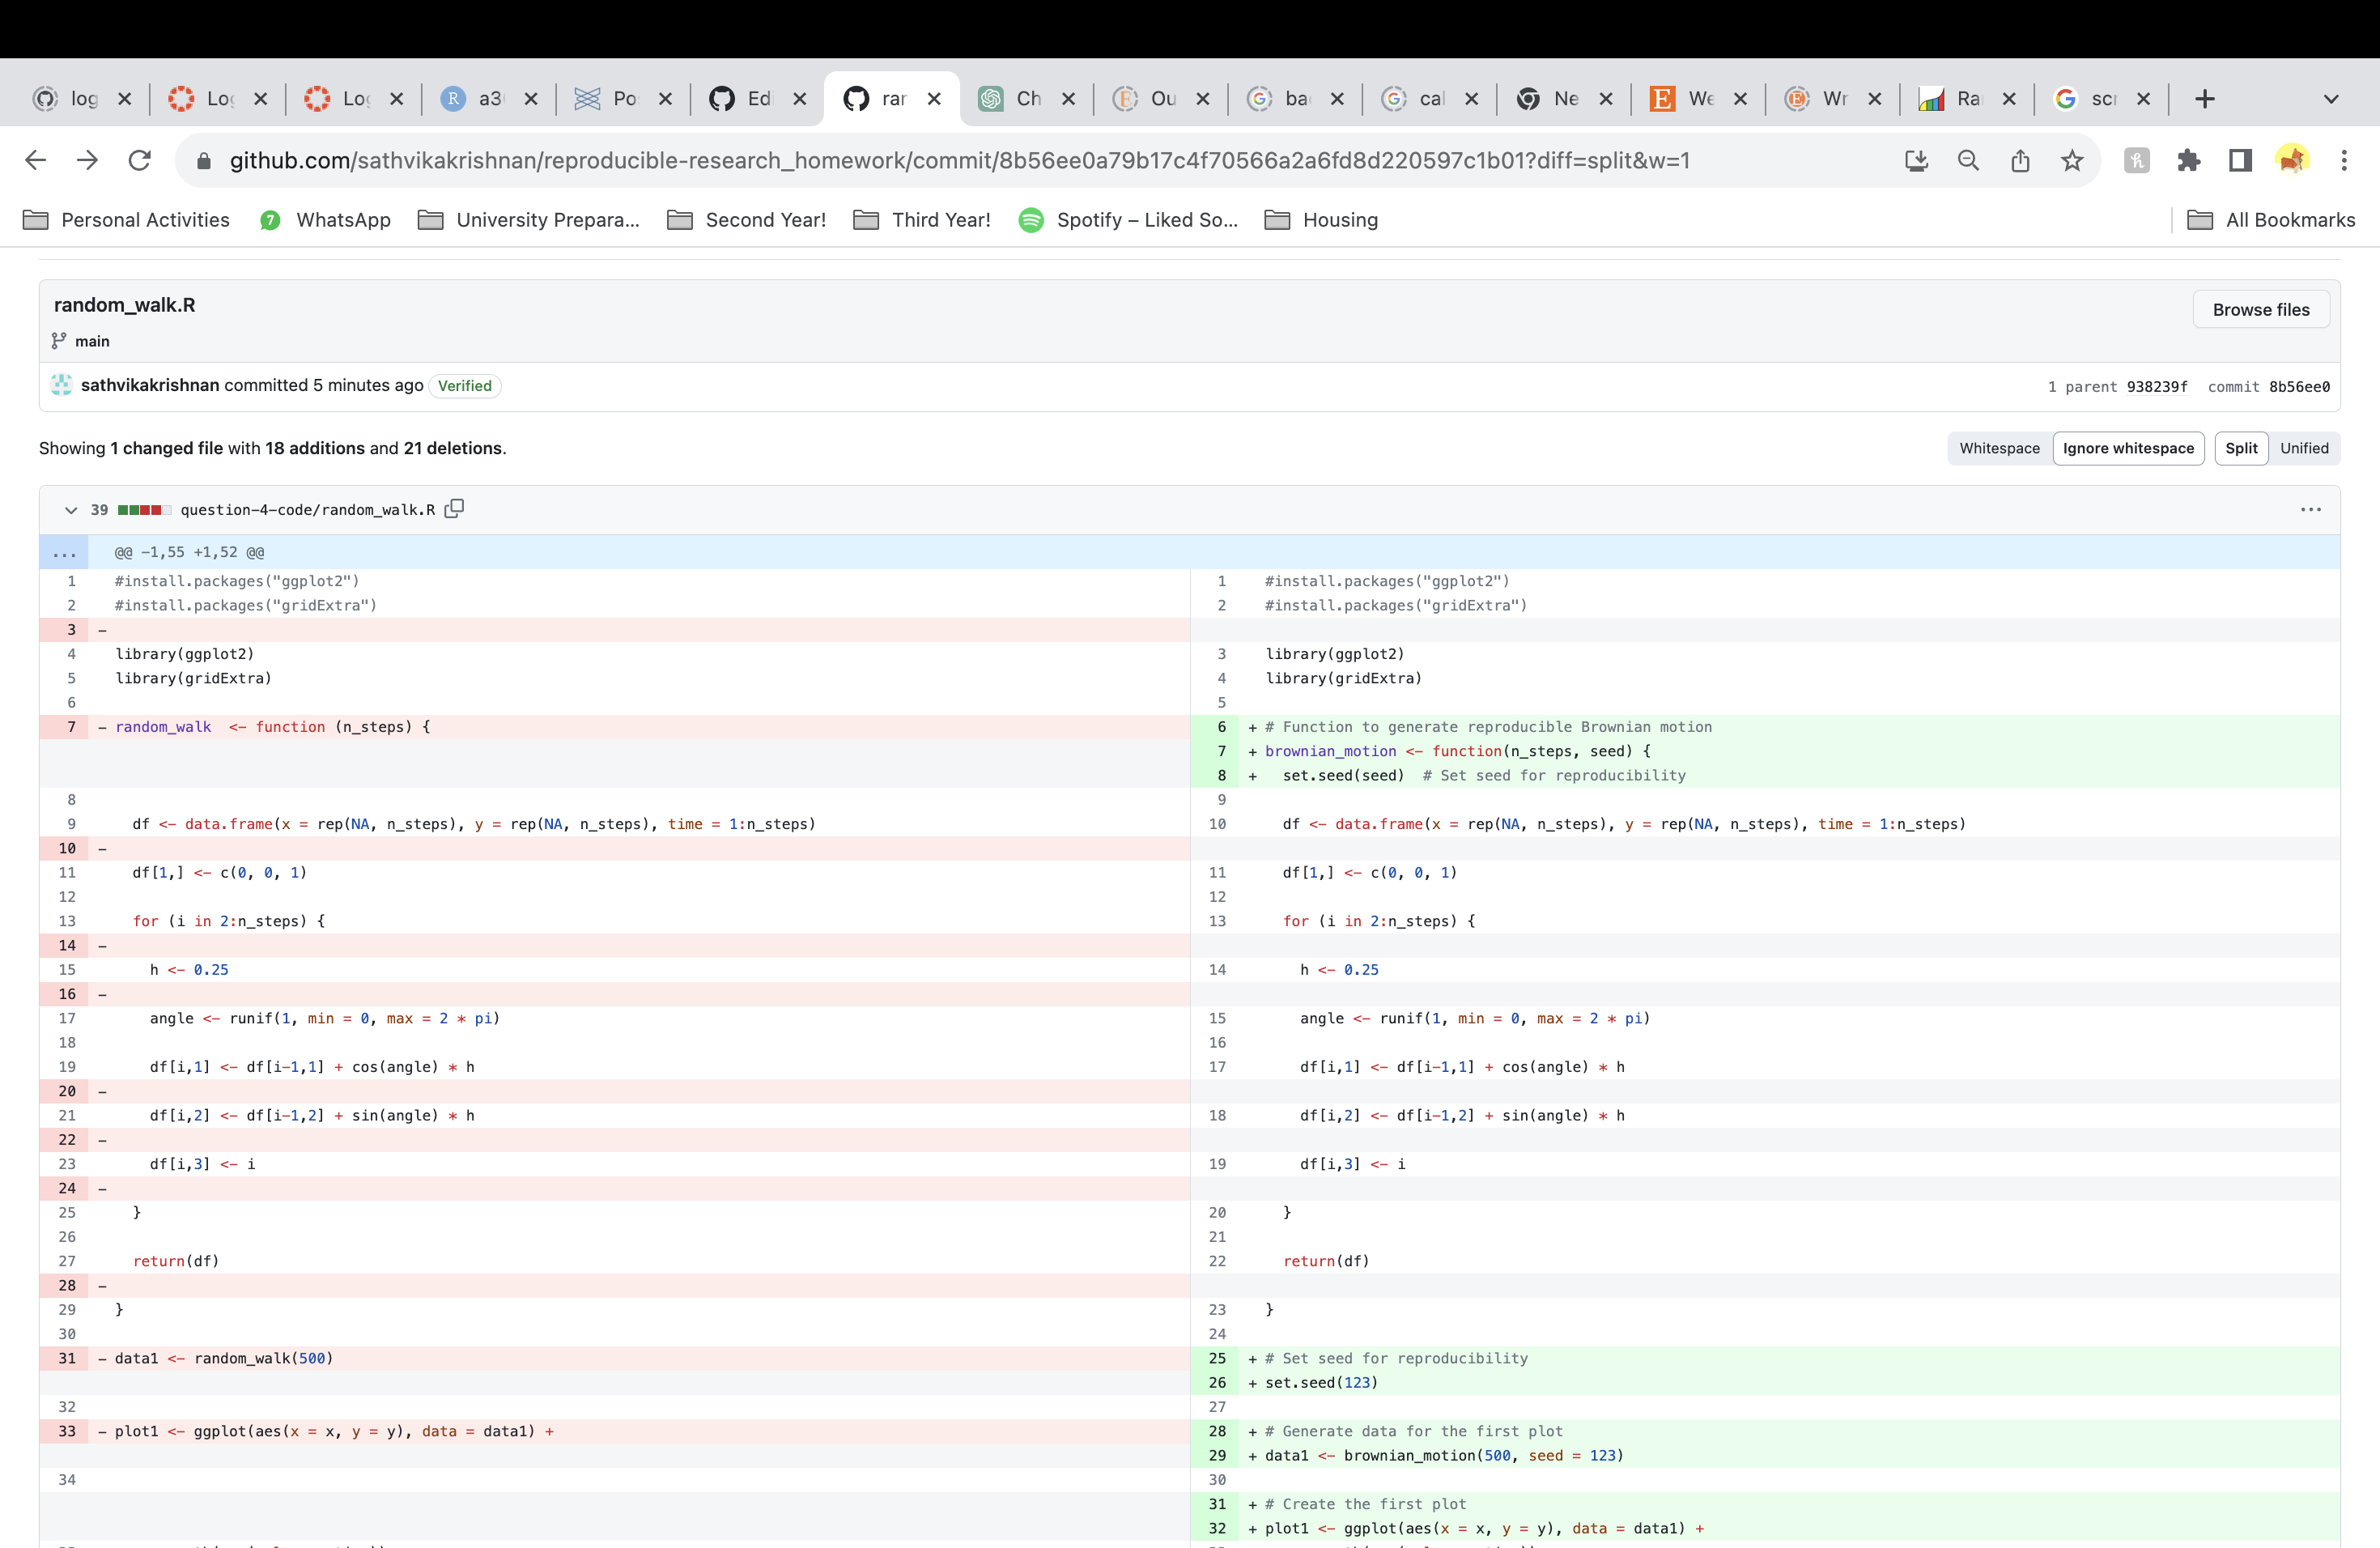 log Log Log R a3 Po Edi ran Ch Ou bac cal Ne E We Wr Ra scr
github.com/sathvikakrishnan/reproducible-research_homework/commit/8b56ee0a79b17c4f70566a2a6fd8d220597c1b01?diff=split&w=1
Personal Activities 7 WhatsApp University Prepara... Second Year! Third Year! Spotify – Liked So... Housing All Bookmarks
random_walk.R
Browse files
main
sathvikakrishnan committed 5 minutes ago Verified 1 parent 938239f commit 8b56ee0
Showing 1 changed file with 18 additions and 21 deletions. Whitespace Ignore whitespace Split Unified
39 question-4-code/random_walk.R
... @@ -1,55 +1,52 @@
1 #install.packages("ggplot2") 1 #install.packages("ggplot2")
2 #install.packages("gridExtra") 2 #install.packages("gridExtra")
3 -
4 library(ggplot2) 3 library(ggplot2)
5 library(gridExtra) 4 library(gridExtra)
6 5
7 - random_walk  <- function (n_steps) { 6 + # Function to generate reproducible Brownian motion
7 + brownian_motion <- function(n_steps, seed) {
8 + set.seed(seed)  # Set seed for reproducibility
8 9
9 df <- data.frame(x = rep(NA, n_steps), y = rep(NA, n_steps), time = 1:n_steps) 10 df <- data.frame(x = rep(NA, n_steps), y = rep(NA, n_steps), time = 1:n_steps)
10 -
11 df[1,] <- c(0, 0, 1) 11 df[1,] <- c(0, 0, 1)
12 12
13 for (i in 2:n_steps) { 13 for (i in 2:n_steps) {
14 -
15 h <- 0.25 14 h <- 0.25
16 -
17 angle <- runif(1, min = 0, max = 2 * pi) 15 angle <- runif(1, min = 0, max = 2 * pi)
18 16
19 df[i,1] <- df[i-1,1] + cos(angle) * h 17 df[i,1] <- df[i-1,1] + cos(angle) * h
20 -
21 df[i,2] <- df[i-1,2] + sin(angle) * h 18 df[i,2] <- df[i-1,2] + sin(angle) * h
22 -
23 df[i,3] <- i 19 df[i,3] <- i
24 -
25 } 20 }
26 21
27 return(df) 22 return(df)
28 -
29 } 23 }
30 24
31 - data1 <- random_walk(500) 25 + # Set seed for reproducibility
26 + set.seed(123)
32 27
33 - plot1 <- ggplot(aes(x = x, y = y), data = data1) + 28 + # Generate data for the first plot
29 + data1 <- brownian_motion(500, seed = 123)
34 30
31 + # Create the first plot
32 + plot1 <- ggplot(aes(x = x, y = y), data = data1) +